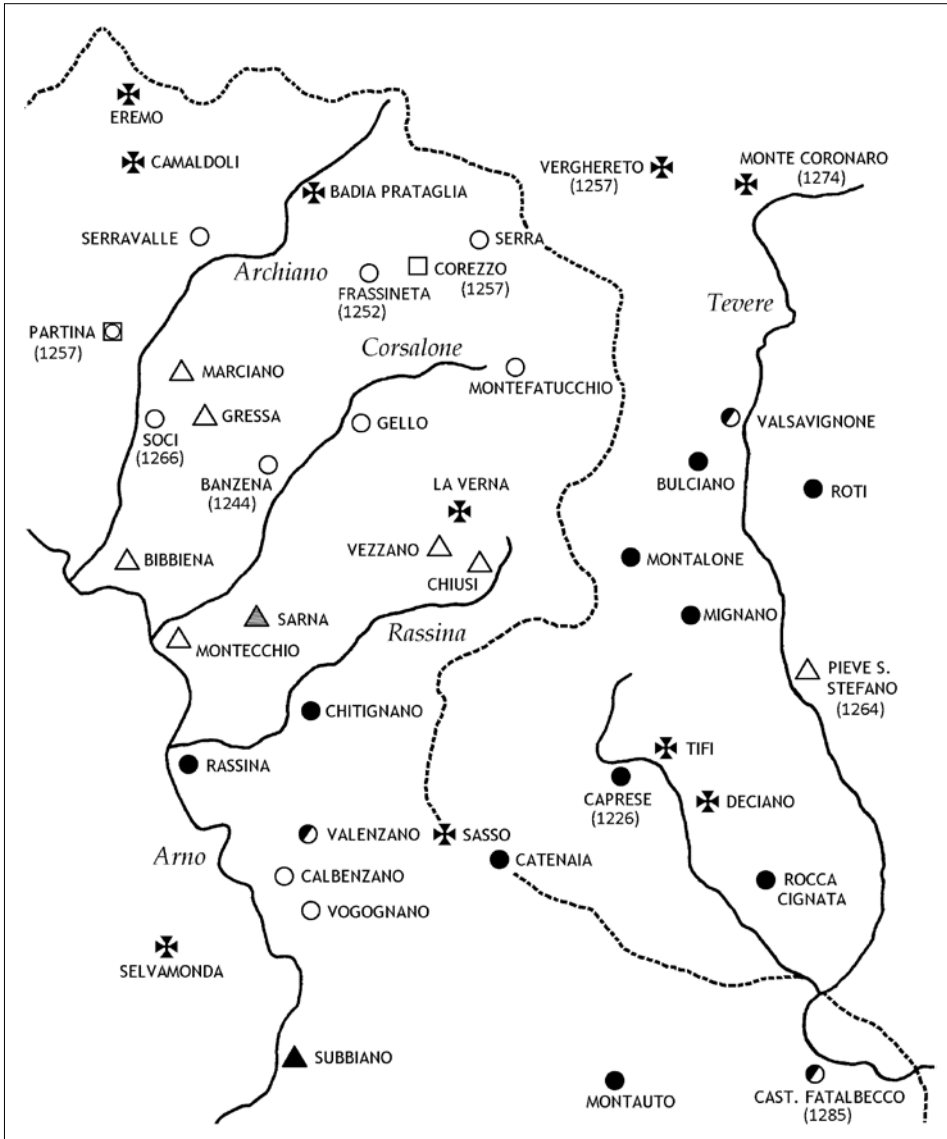 EREMO
CAMALDOLI
VERGHERETO
(1257)
MONTE CORONARO
(1274)
BADIA PRATAGLIA
SERRAVALLE
SERRA
Archiano
COREZZO
(1257)
FRASSINETA
(1252)
Tevere
PARTINA
(1257)
Corsalone
MARCIANO
MONTEFATUCCHIO
GRESSA
SOCI
(1266)
GELLO
VALSAVIGNONE
BANZENA
(1244)
BULCIANO
LA VERNA
ROTI
VEZZANO
BIBBIENA
MONTALONE
CHIUSI
SARNA
Rassina
MIGNANO
MONTECCHIO
PIEVE S.
STEFANO
(1264)
CHITIGNANO
TIFI
RASSINA
CAPRESE
(1226)
DECIANO
VALENZANO
SASSO
Arno
CATENAIA
CALBENZANO
ROCCA
CIGNATA
VOGOGNANO
SELVAMONDA
SUBBIANO
MONTAUTO
CAST. FATALBECCO
(1285)